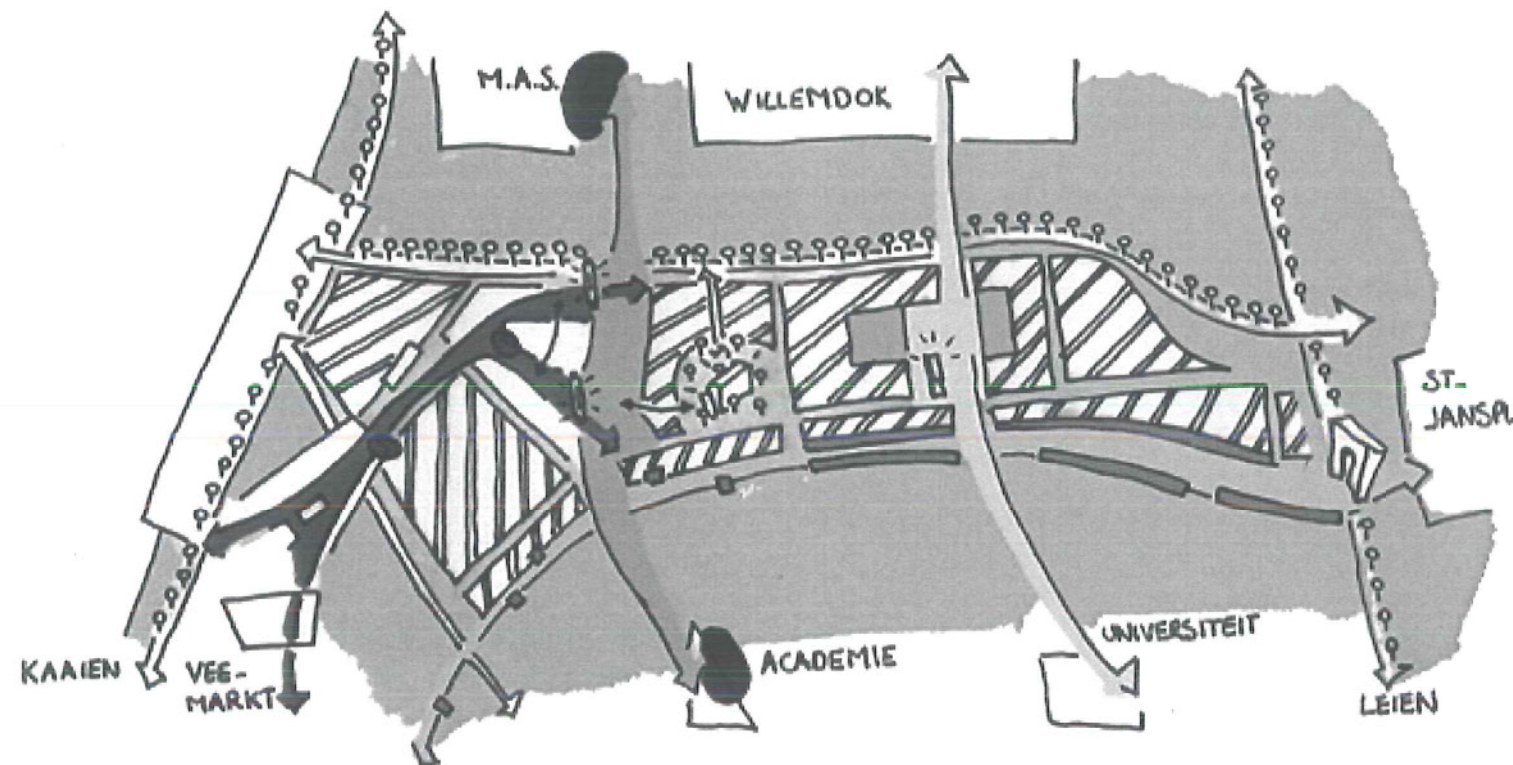 M.A.S.
WILLEMDOK
ST-
JANSPL
KAAIEN
VEE-
MARKT
ACADEMIE
UNIVERSITEIT
LEIEN